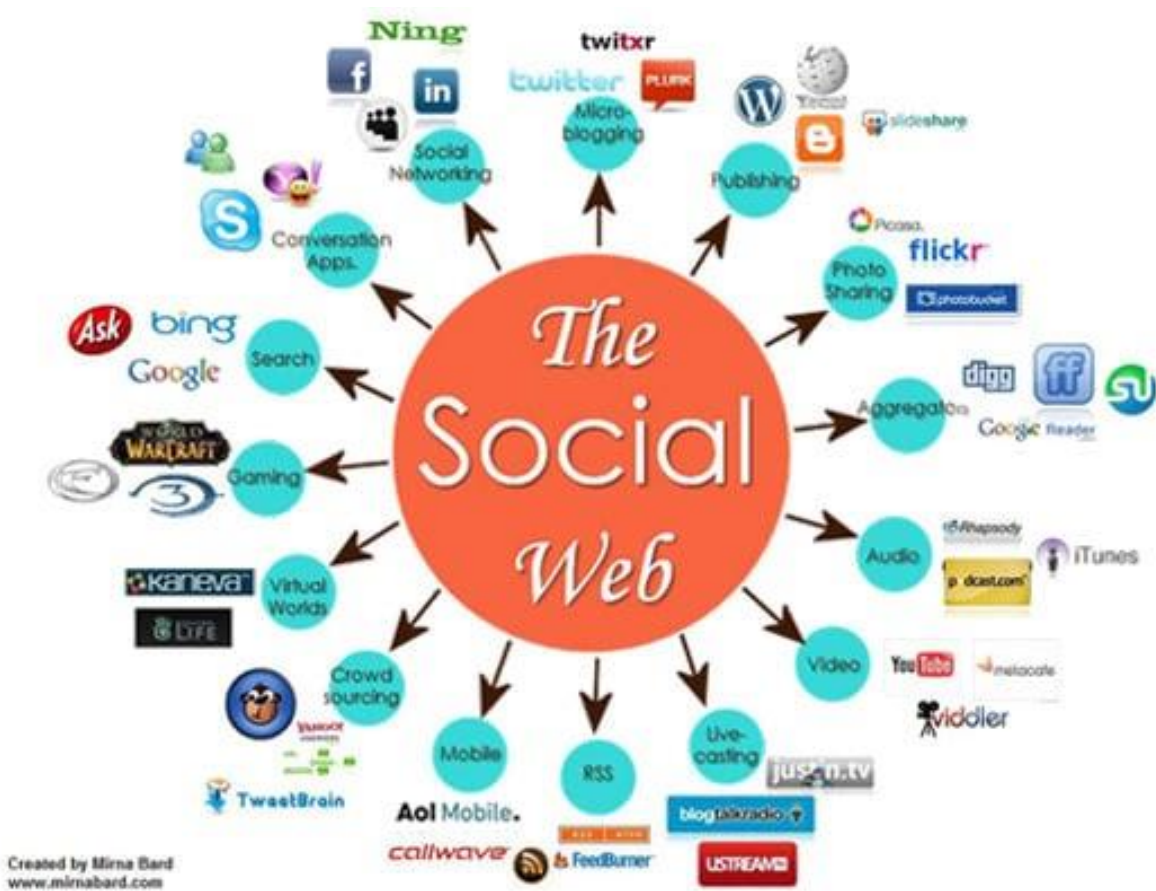 The
Social
Web
Micro-
blogging
twitxr
twitter
PLURK
Publishing
slideshare
Photo
Sharing
Picasa.
flickr
photobucket
Aggregators
digg
ff
Google Reader
Audio
Rhapsody
podcast.com
iTunes
Video
YouTube
metacafe
viddler
Live-
casting
justin.tv
blogtalkradio
USTREAM
RSS
FeedBurner
Mobile
Aol Mobile.
callwave
Crowd
sourcing
YAHOO!
TweetBrain
Virtual
Worlds
kaneva
LIFE
Gaming
WORLD
WARCRAFT
3
Search
Ask
bing
Google
Conversation
Apps.
S
Y!
Social
Networking
Ning
f
in
Created by Mirna Bard
www.mirnabard.com